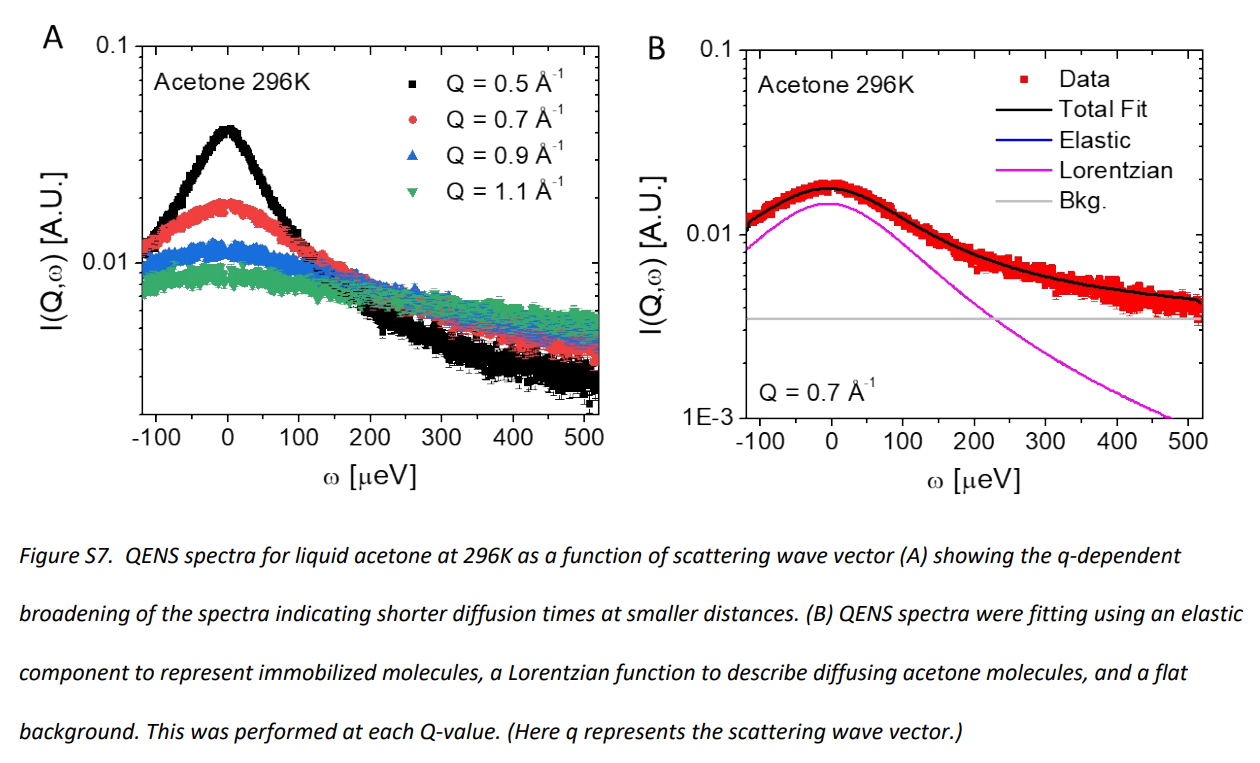 A
0.1
Acetone 296K
Q = 0.5 Å-1
Q = 0.7 Å-1
Q = 0.9 Å-1
Q = 1.1 Å-1
0.01
I(Q,ω) [A.U.]
-100 0 100 200 300 400 500
ω [μeV]
B
0.1
Acetone 296K
Data
Total Fit
Elastic
Lorentzian
Bkg.
0.01
I(Q,ω) [A.U.]
Q = 0.7 Å-1
1E-3
-100 0 100 200 300 400 500
ω [μeV]
Figure S7. QENS spectra for liquid acetone at 296K as a function of scattering wave vector (A) showing the q-dependent
broadening of the spectra indicating shorter diffusion times at smaller distances. (B) QENS spectra were fitting using an elastic
component to represent immobilized molecules, a Lorentzian function to describe diffusing acetone molecules, and a flat
background. This was performed at each Q-value. (Here q represents the scattering wave vector.)